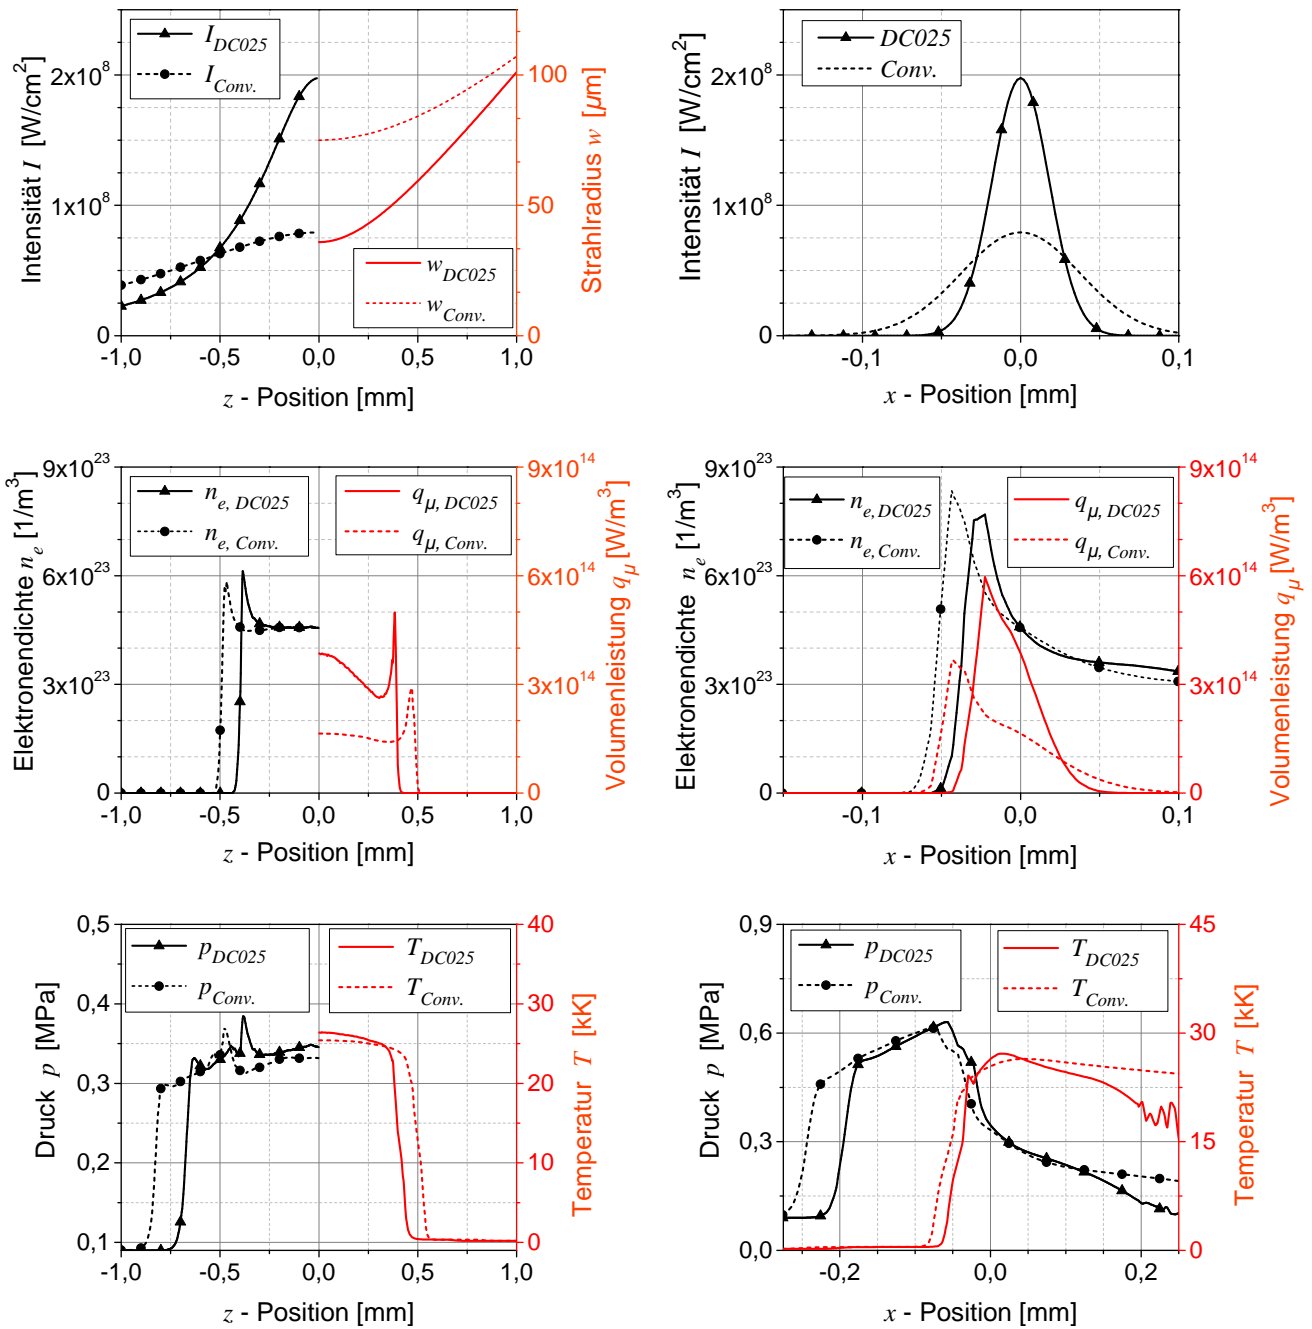 I_DC025
I_Conv.
2x10^8
1x10^8
0
Intensität I [W/cm^2]
100
50
0
Strahlradius w [µm]
w_DC025
w_Conv.
-1,0 -0,5 0,0 0,5 1,0
z - Position [mm]
DC025
Conv.
2x10^8
1x10^8
0
Intensität I [W/cm^2]
-0,1 0,0 0,1
x - Position [mm]
9x10^23
6x10^23
3x10^23
0
Elektronendichte n_e [1/m^3]
n_e, DC025
n_e, Conv.
q_µ, DC025
q_µ, Conv.
9x10^14
6x10^14
3x10^14
0
Volumenleistung q_µ [W/m^3]
-1,0 -0,5 0,0 0,5 1,0
z - Position [mm]
9x10^23
6x10^23
3x10^23
0
Elektronendichte n_e [1/m^3]
n_e,DC025
n_e,Conv.
q_µ, DC025
q_µ, Conv.
9x10^14
6x10^14
3x10^14
0
Volumenleistung q_µ [W/m^3]
-0,1 0,0 0,1
x - Position [mm]
0,5
0,4
0,3
0,2
0,1
Druck p [MPa]
p_DC025
p_Conv.
T_DC025
T_Conv.
40
30
20
10
0
Temperatur T [kK]
-1,0 -0,5 0,0 0,5 1,0
z - Position [mm]
0,9
0,6
0,3
0,0
Druck p [MPa]
p_DC025
p_Conv.
T_DC025
T_Conv.
45
30
15
0
Temperatur T [kK]
-0,2 0,0 0,2
x - Position [mm]